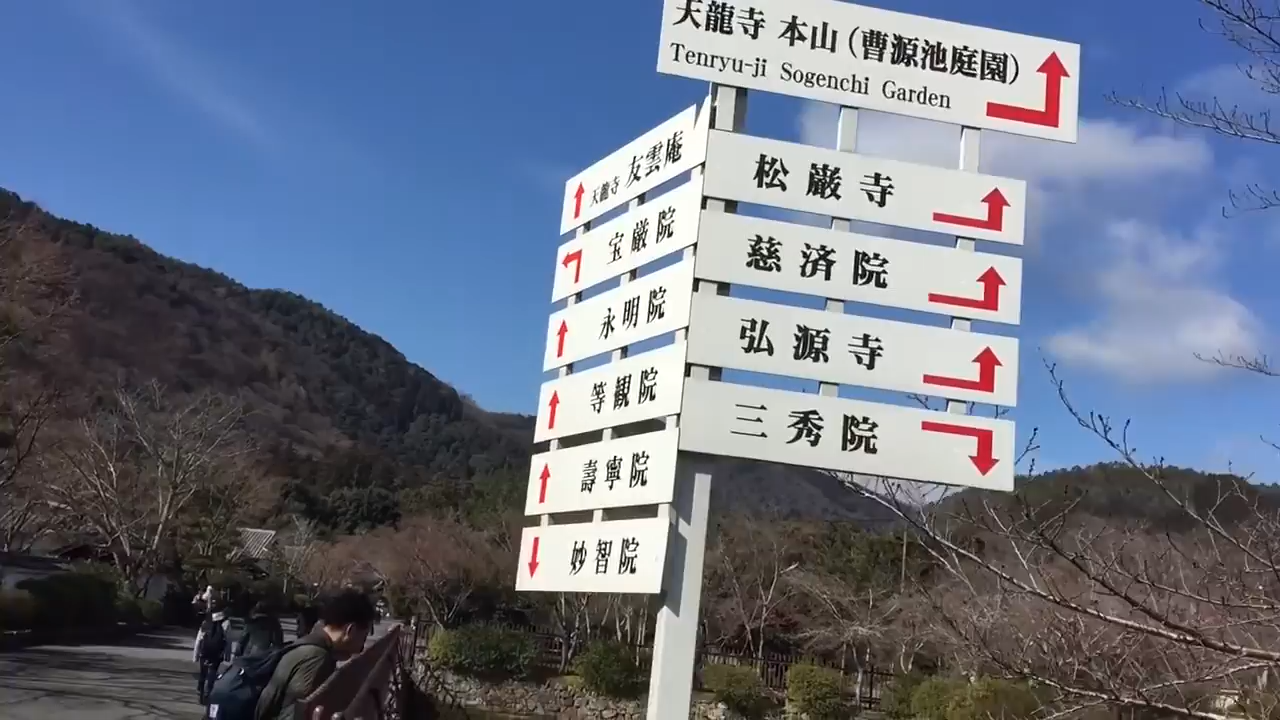 天龍寺 本山(曹源池庭園)
Tenryu-ji Sogenchi Garden
松巌寺
慈済院
弘源寺
三秀院
天龍寺 友雲庵
宝厳院
永明院
等観院
壽寧院
妙智院